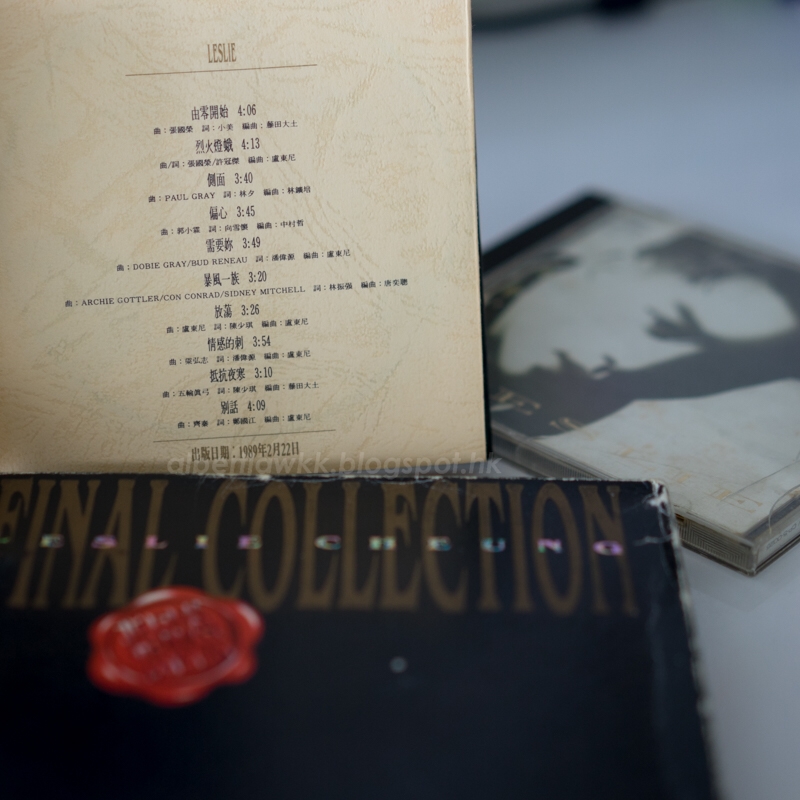 LESLIE
由零開始 4:06
曲：張國榮 詞：小美 編曲：藤田大士
烈火燈蛾 4:13
曲/詞：張國榮/許冠傑 編曲：盧東尼
側面 3:40
曲：PAUL GRAY 詞：林夕 編曲：林鑛培
偏心 3:45
曲：郭小霖 詞：向雪懷 編曲：中村哲
需要妳 3:49
曲：DOBIE GRAY/BUD RENEAU 詞：潘偉源 編曲：盧東尼
暴風一族 3:20
曲：ARCHIE GOTTLER/CON CONRAD/SIDNEY MITCHELL 詞：林振強 編曲：唐奕聰
放蕩 3:26
曲：盧東尼 詞：陳少琪 編曲：盧東尼
情感的刺 3:54
曲：梁弘志 詞：潘偉源 編曲：盧東尼
抵抗夜寒 3:10
曲：五輪真弓 詞：陳少琪 編曲：藤田大士
別話 4:09
曲：齊秦 詞：鄭國江 編曲：盧東尼
出版日期：1989年2月22日
alpenlawkk.blogspot.hk
FINAL COLLECTION
LESLIE CHEUNG